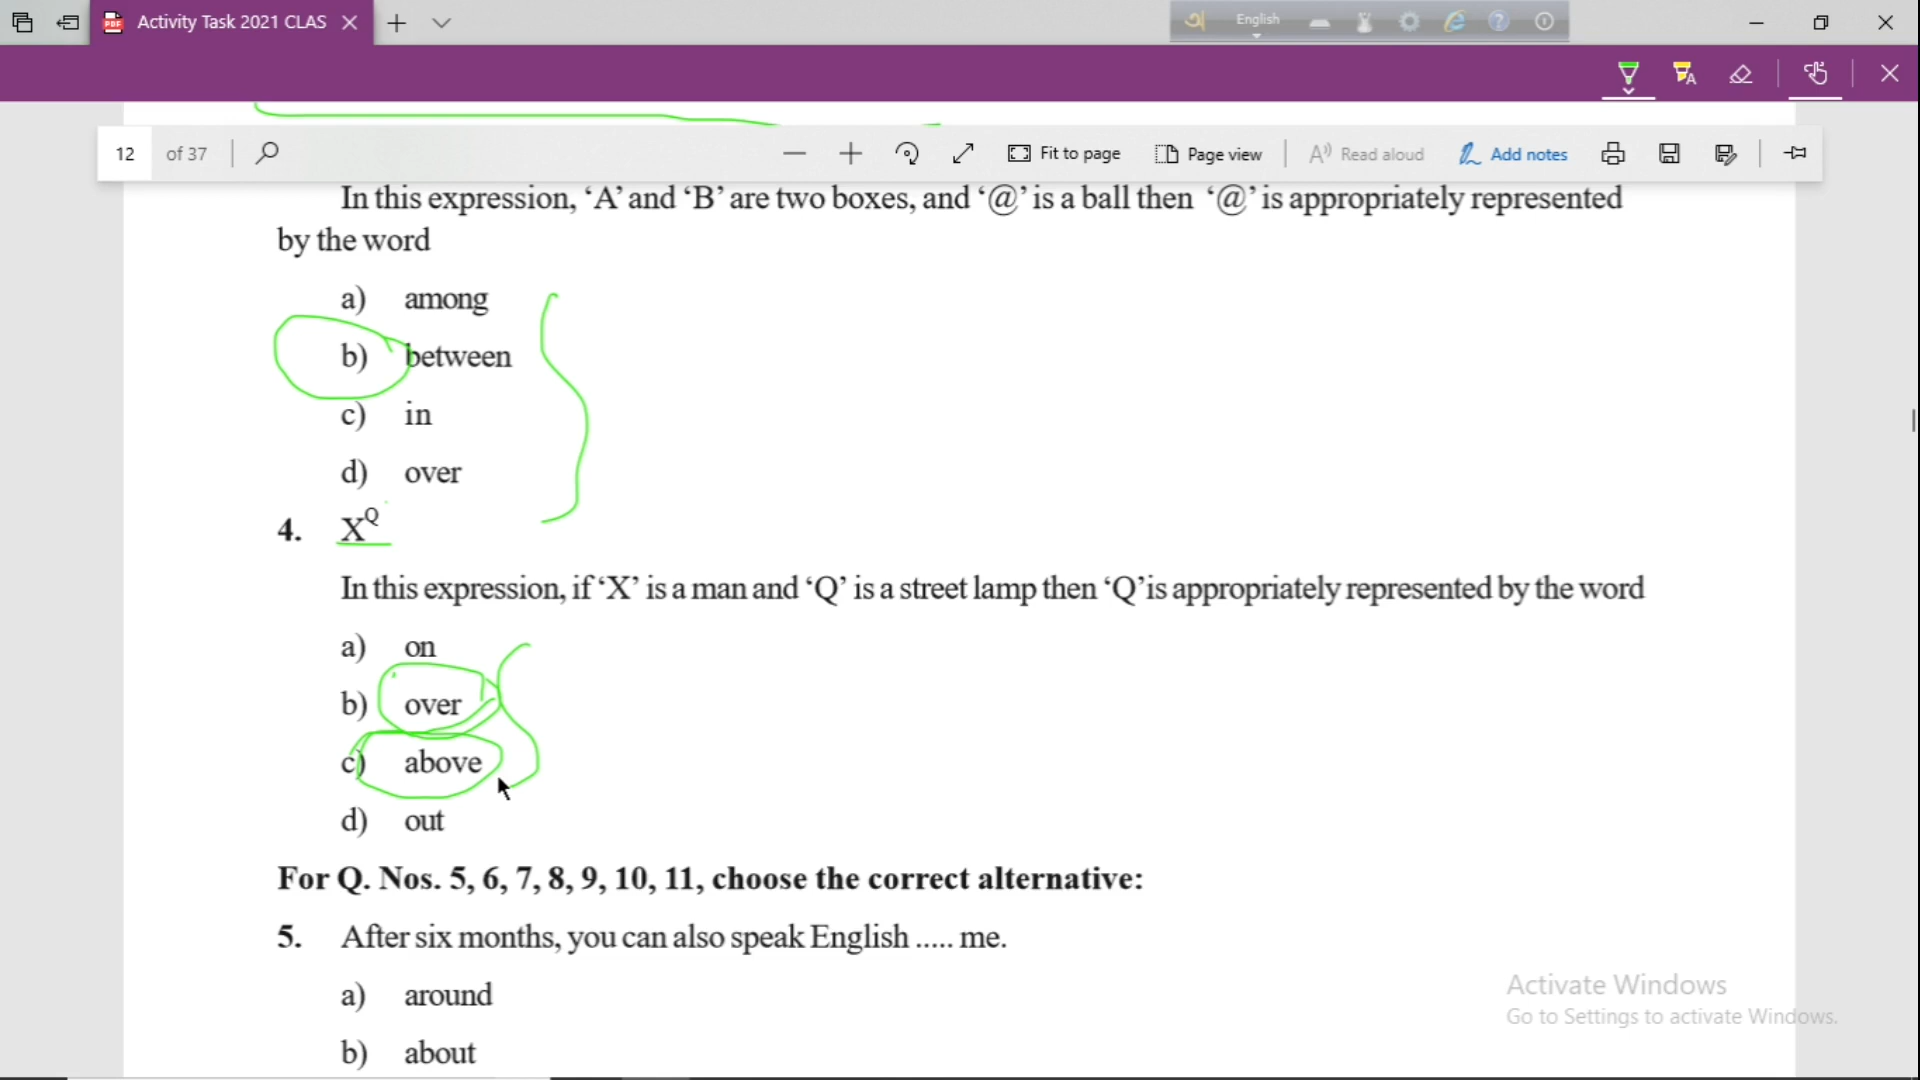 Activity Task 2021 CLAS
English
12 of 37
Fit to page
Page view
Read aloud
Add notes
In this expression, ‘A’ and ‘B’ are two boxes, and ‘@’ is a ball then ‘@’ is appropriately represented
by the word
a) among
b) between
c) in
d) over
4. X^Q
In this expression, if ‘X’ is a man and ‘Q’ is a street lamp then ‘Q’is appropriately represented by the word
a) on
b) over
c) above
d) out
For Q. Nos. 5, 6, 7, 8, 9, 10, 11, choose the correct alternative:
5. After six months, you can also speak English ..... me.
a) around
b) about
Activate Windows
Go to Settings to activate Windows.